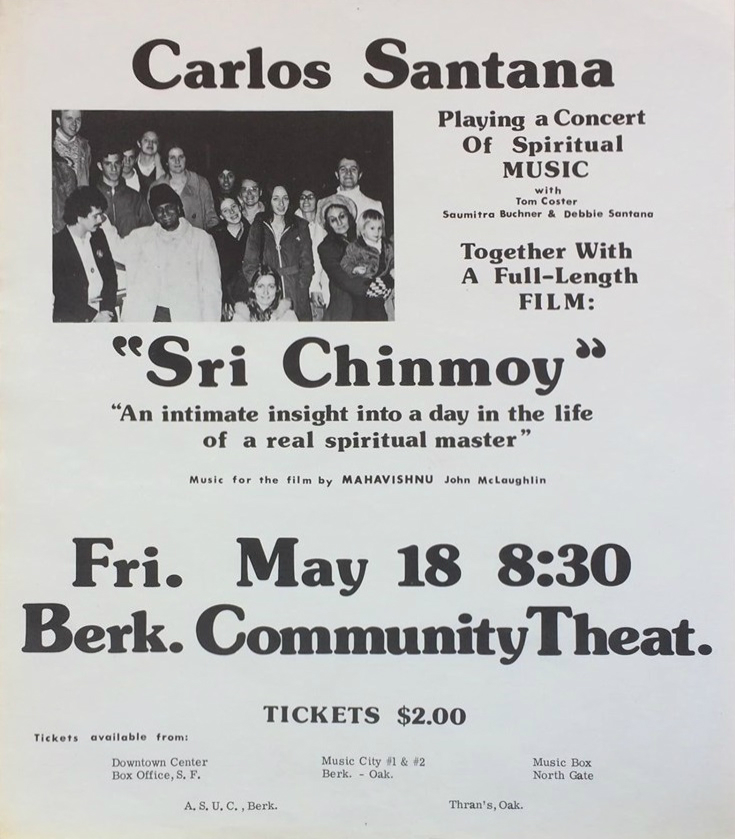 Carlos Santana
Playing a Concert
Of Spiritual
MUSIC
with
Tom Coster
Saumitra Buchner & Debbie Santana
Together With
A Full-Length
FILM:
"Sri Chinmoy"
"An intimate insight into a day in the life
of a real spiritual master"
Music for the film by MAHAVISHNU John McLaughlin
Fri. May 18 8:30
Berk. Community Theat.
TICKETS $2.00
Tickets available from:
Downtown Center
Box Office, S. F.
Music City #1 & #2
Berk. - Oak.
Music Box
North Gate
A. S. U. C. , Berk.
Thran's, Oak.